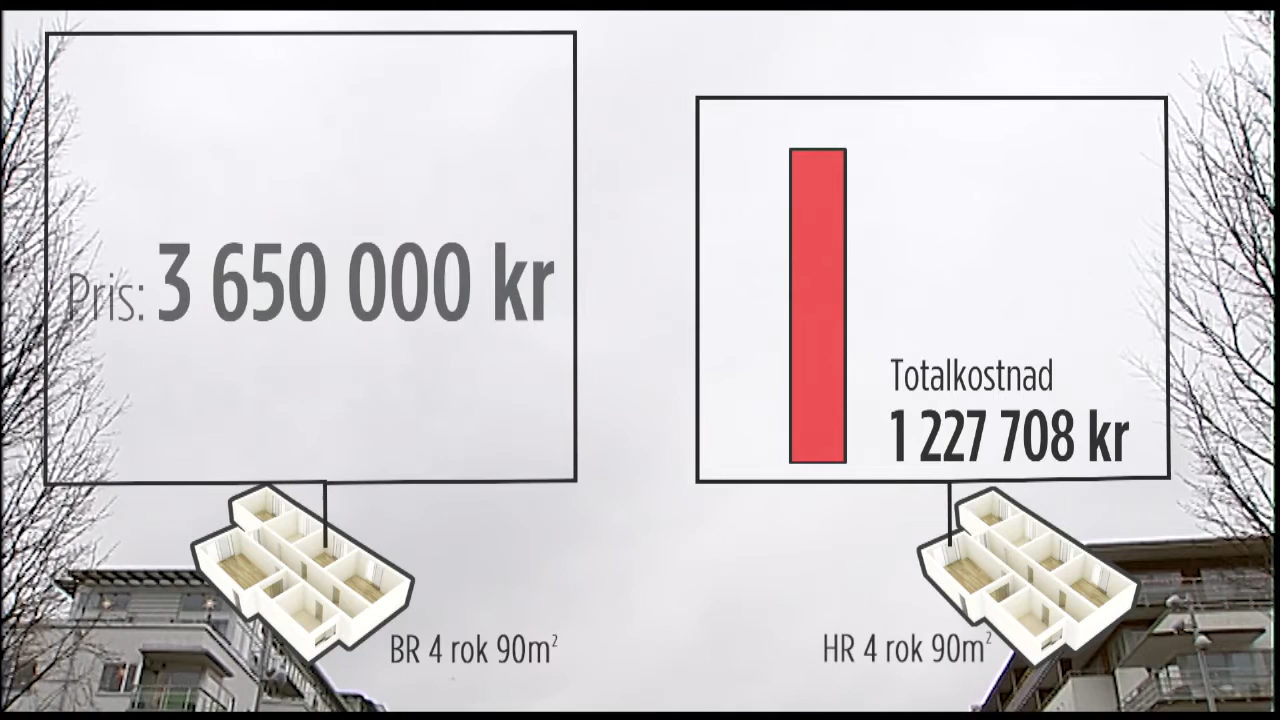 Pris: 3 650 000 kr
Totalkostnad
1 227 708 kr
BR 4 rok 90m²
HR 4 rok 90m²